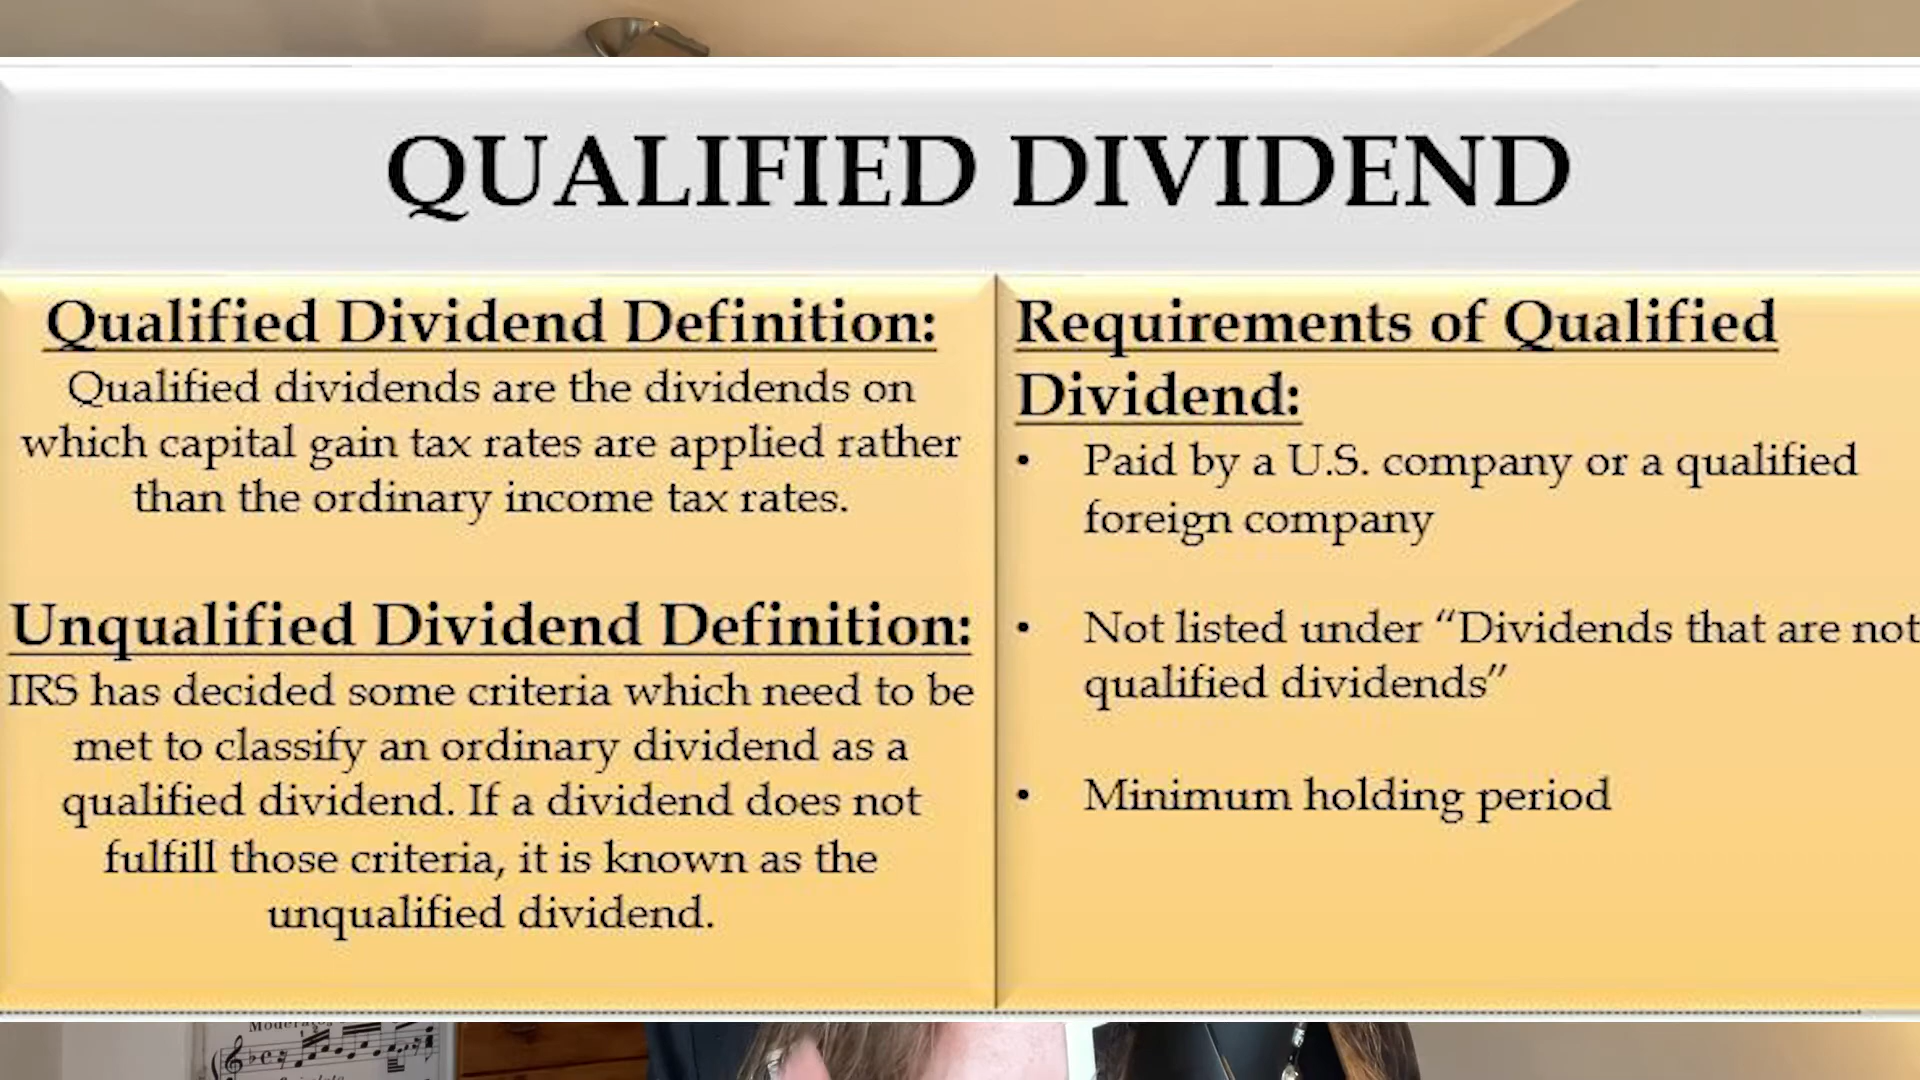 QUALIFIED DIVIDEND
Qualified Dividend Definition:
Qualified dividends are the dividends on
which capital gain tax rates are applied rather
than the ordinary income tax rates.
Unqualified Dividend Definition:
IRS has decided some criteria which need to be
met to classify an ordinary dividend as a
qualified dividend. If a dividend does not
fulfill those criteria, it is known as the
unqualified dividend.
Requirements of Qualified
Dividend:
• Paid by a U.S. company or a qualified
foreign company
• Not listed under “Dividends that are not
qualified dividends”
• Minimum holding period